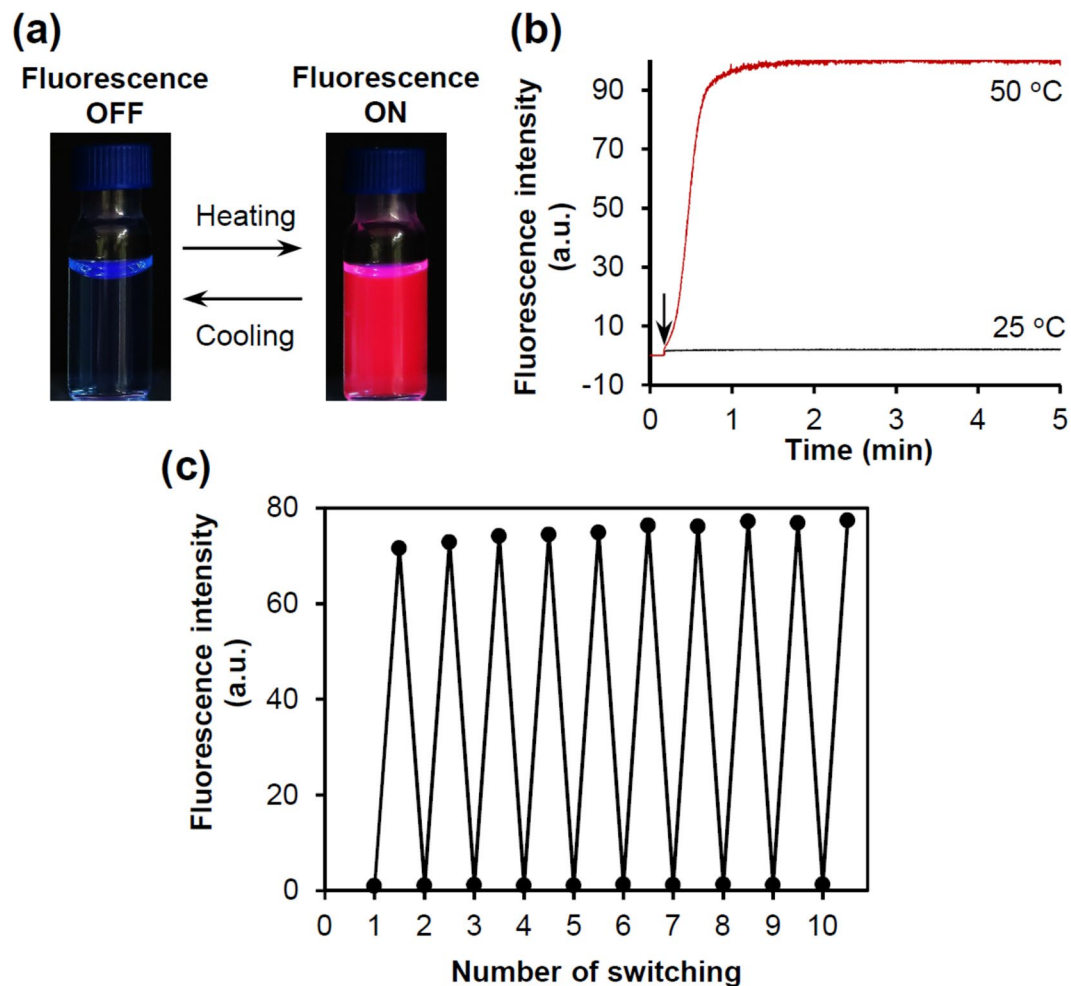 (a)
Fluorescence
OFF
Fluorescence
ON
Heating
Cooling
(b)
Fluorescence intensity
(a.u.)
90
70
50
30
10
-10
50 °C
25 °C
0 1 2 3 4 5
Time (min)
(c)
Fluorescence intensity
(a.u.)
80
60
40
20
0
0 1 2 3 4 5 6 7 8 9 10
Number of switching